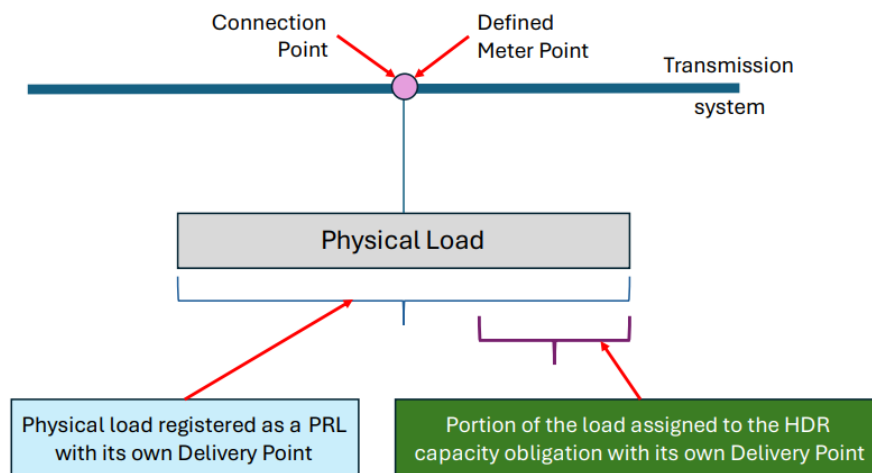 Connection
Point
Defined
Meter Point
Transmission
system
Physical Load
Physical load registered as a PRL
with its own Delivery Point
Portion of the load assigned to the HDR
capacity obligation with its own Delivery Point